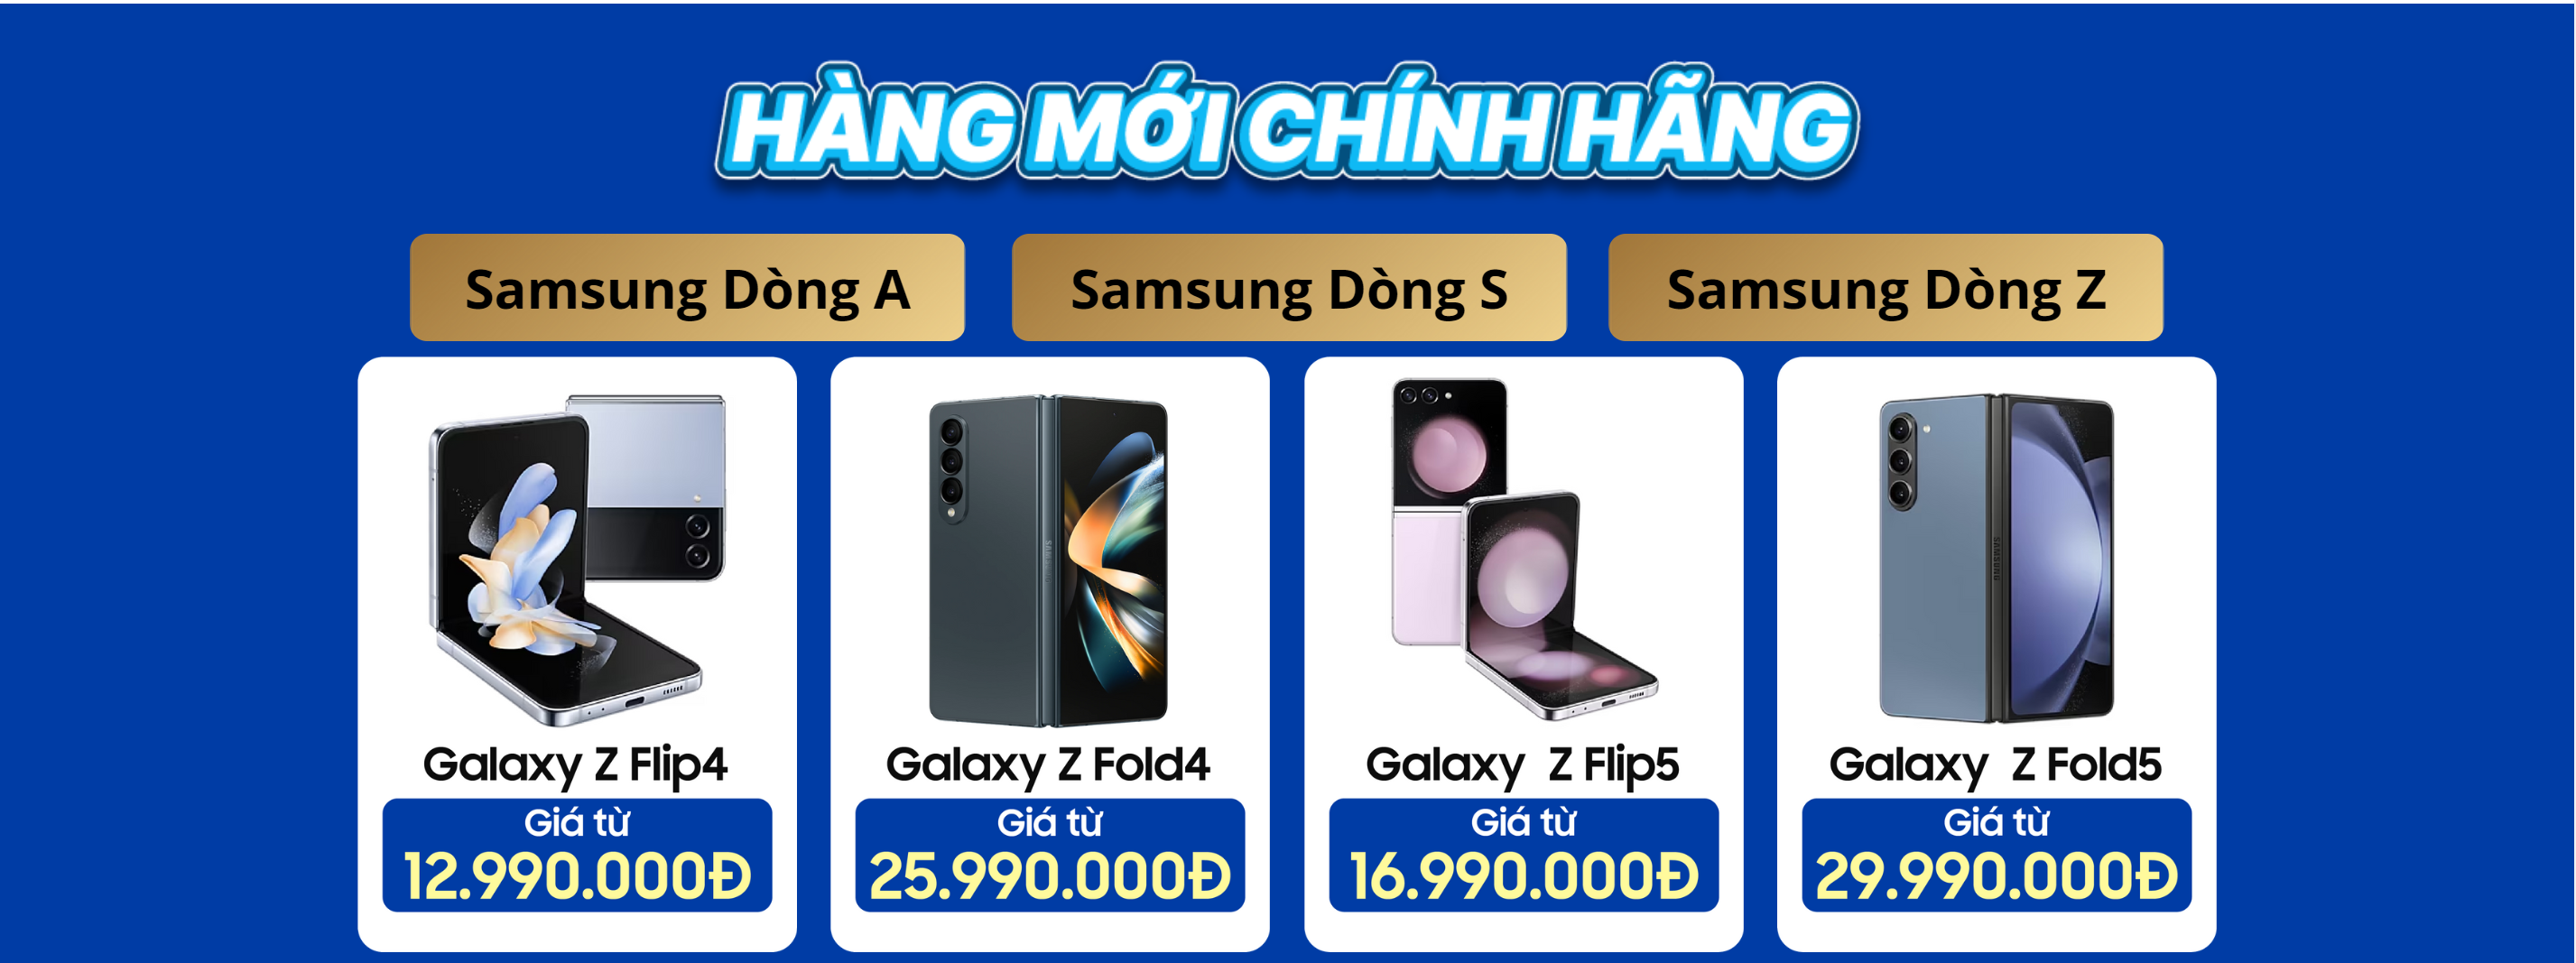 HÀNG MỚI CHÍNH HÃNG
Samsung Dòng A
Samsung Dòng S
Samsung Dòng Z
Galaxy Z Flip4
Giá từ
12.990.000Đ
SAMSUNG
Galaxy Z Fold4
Giá từ
25.990.000Đ
Galaxy Z Flip5
Giá từ
16.990.000Đ
SAMSUNG
Galaxy Z Fold5
Giá từ
29.990.000Đ